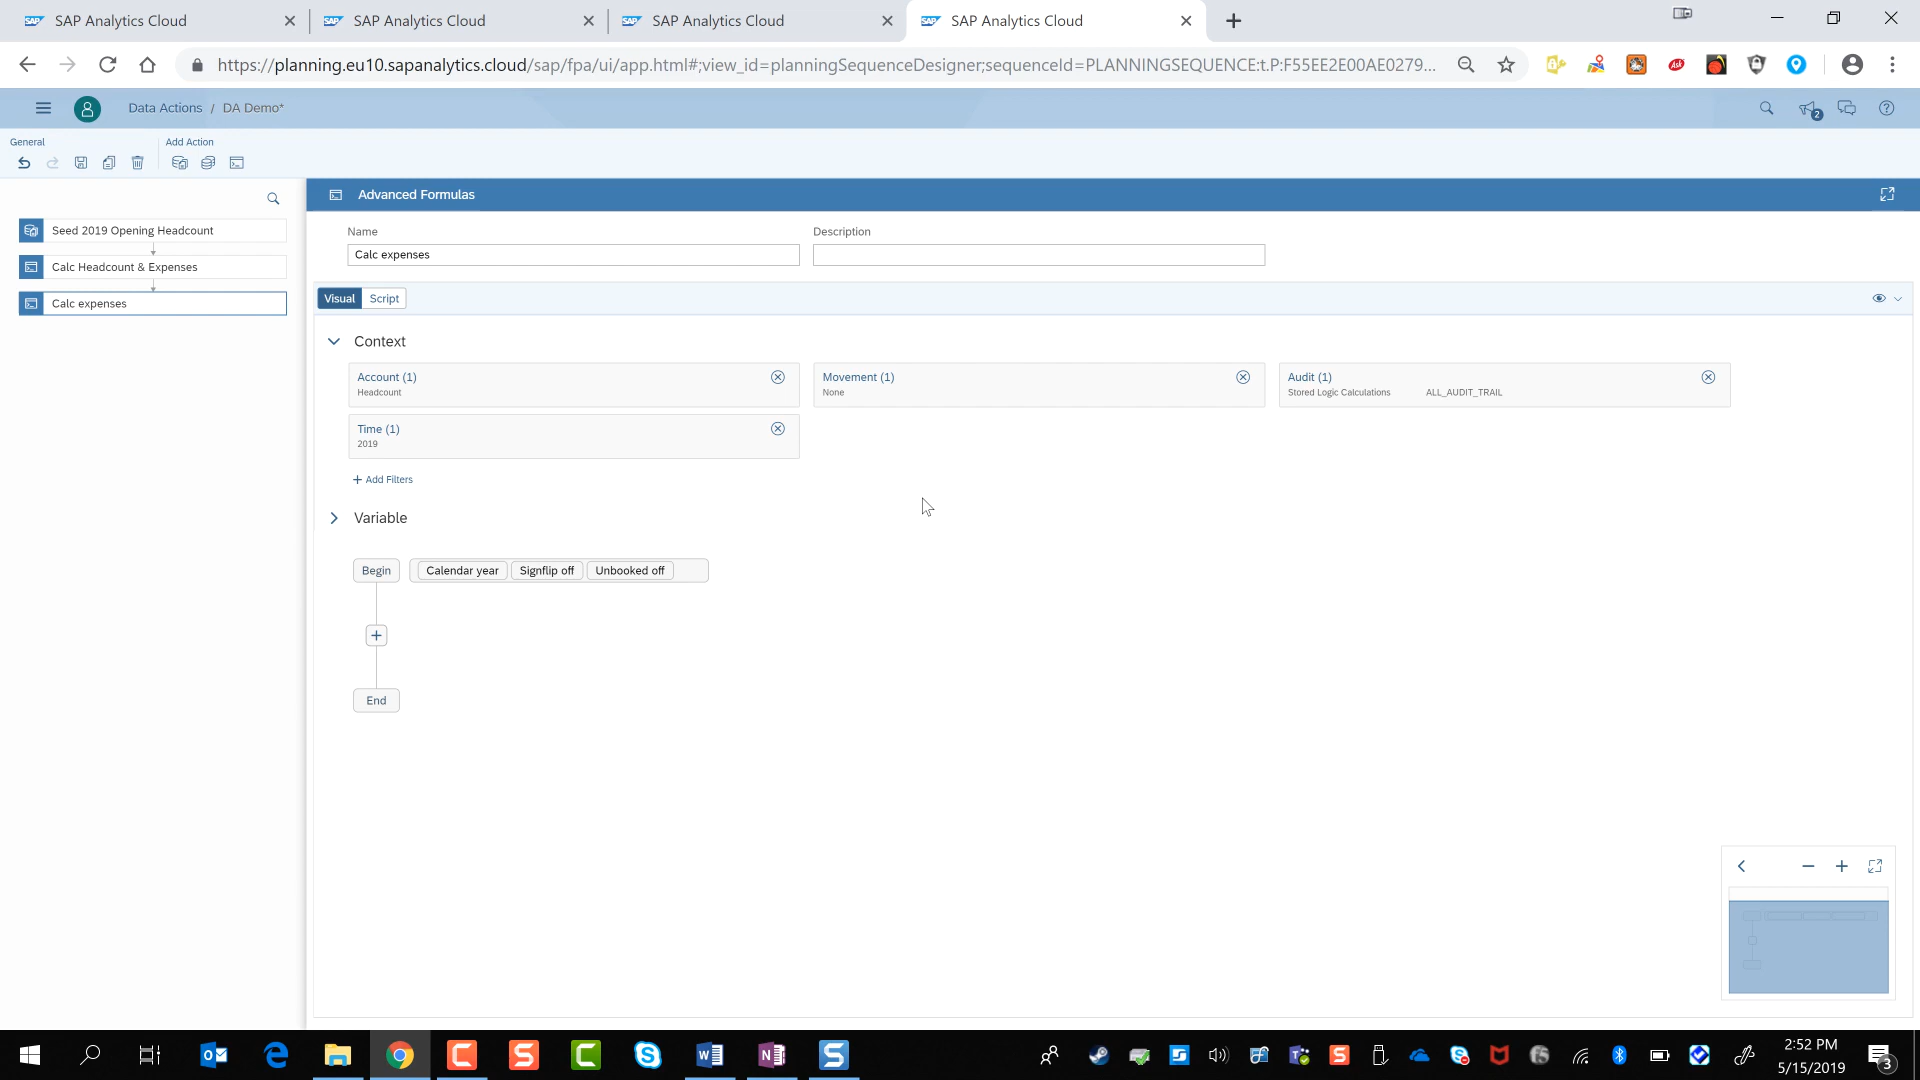 SAP Analytics Cloud
SAP Analytics Cloud
SAP Analytics Cloud
SAP Analytics Cloud
https://planning.eu10.sapanalytics.cloud/sap/fpa/ui/app.html#;view_id=planningSequenceDesigner;sequenceId=PLANNINGSEQUENCE:t.P:F55EE2E00AE0279...
Data Actions / DA Demo*
2
General
Add Action
Seed 2019 Opening Headcount
Calc Headcount & Expenses
Calc expenses
Advanced Formulas
Name
Description
Calc expenses
Visual
Script
Context
Account (1)
Headcount
Movement (1)
None
Audit (1)
Stored Logic Calculations ALL_AUDIT_TRAIL
Time (1)
2019
+ Add Filters
Variable
Begin
Calendar year
Signflip off
Unbooked off
End
2:52 PM
5/15/2019
3